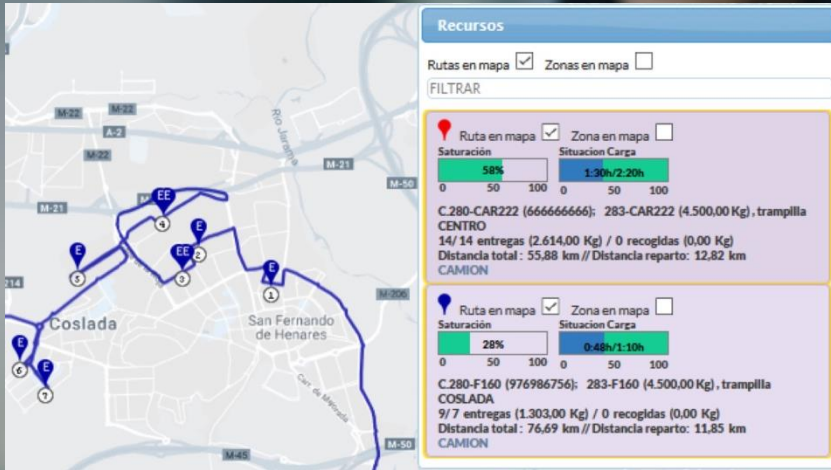 Recursos
Rutas en mapa Zonas en mapa
FILTRAR
Ruta en mapa Zona en mapa
Saturación Situacion Carga
58% 1:30h/2:20h
0 50 100 0 50 100
C.280-CAR222 (666666666); 283-CAR222 (4.500,00 Kg), trampilla
CENTRO
14/14 entregas (2.614,00 Kg) / 0 recogidas (0,00 Kg)
Distancia total : 55,88 km // Distancia reparto: 12,82 km
CAMION
Ruta en mapa Zona en mapa
Saturación Situacion Carga
28% 0:48h/1:10h
0 50 100 0 50 100
C.280-F160 (976986756); 283-F160 (4.500,00 Kg), trampilla
COSLADA
9/7 entregas (1.303,00 Kg) / 0 recogidas (0,00 Kg)
Distancia total : 76,69 km // Distancia reparto: 11,85 km
CAMION
M-22 M-22
A-2
M-22
Rio Jarama
M-21
M-50
EE
M-21
4
E
2
E
5
EE
3
E
1
214
M-206
Coslada
San Fernando
de Henares
E
6
E
7
Carr. de Mejorada
M-50
M-45